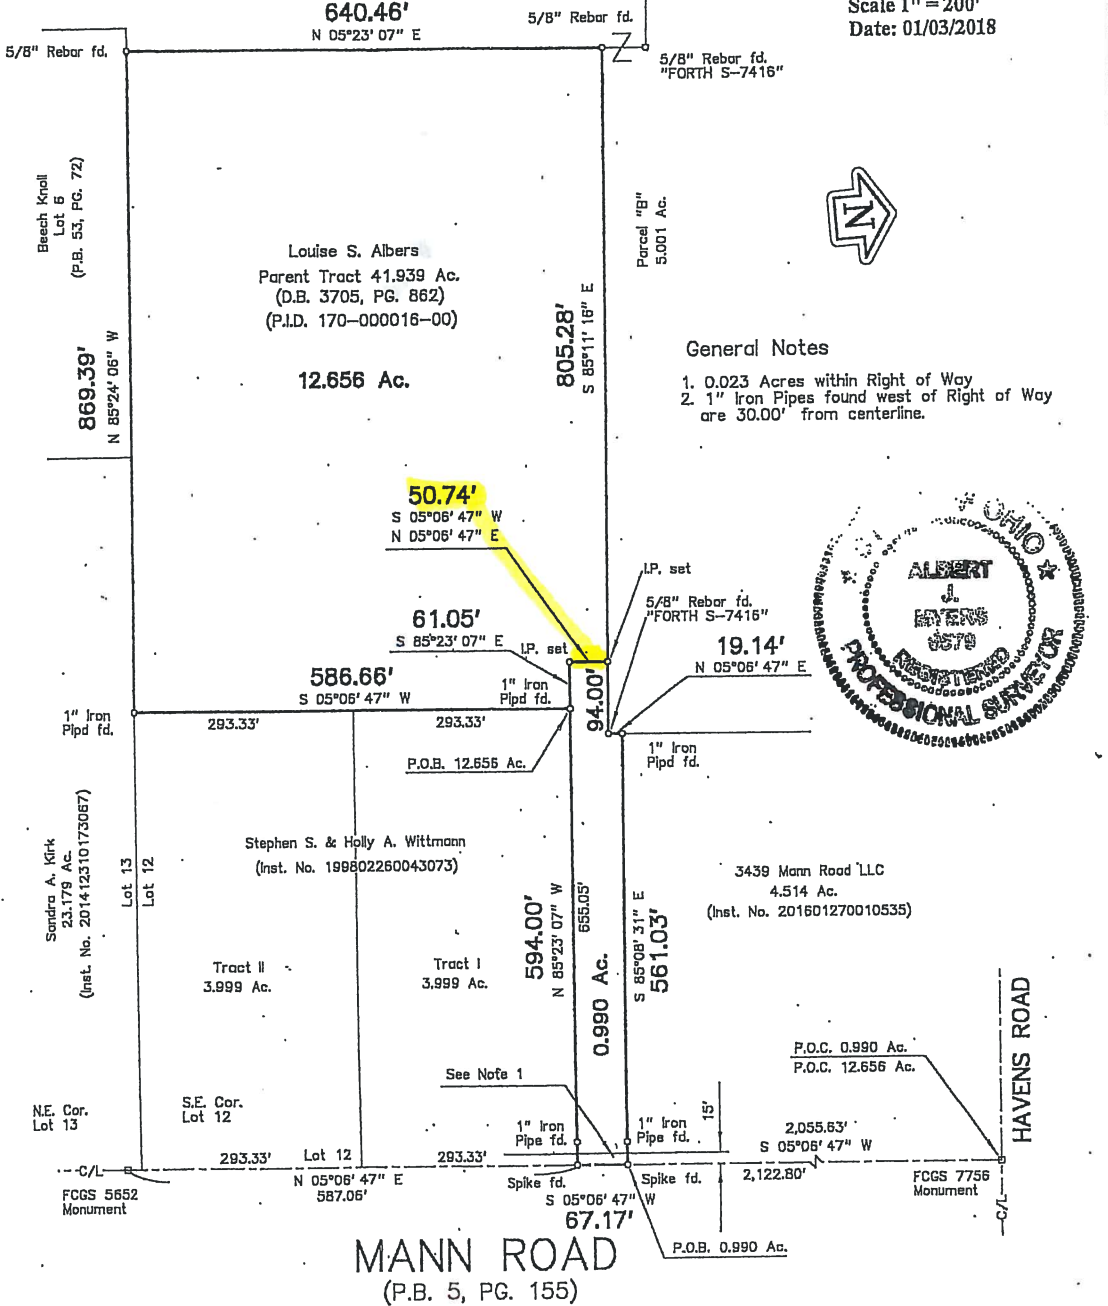 640.46'
N 05°23' 07" E
5/8" Rebar fd.
Scale 1" = 200'
Date: 01/03/2018
5/8" Rebar fd.
5/8" Rebar fd.
"FORTH S-7416"
Beech Knoll
Lot 6
(P.B. 53, PG. 72)
Parcel "B"
5.001 Ac.
N
Louise S. Albers
Parent Tract 41.939 Ac.
(D.B. 3705, PG. 862)
(P.I.D. 170-000016-00)
12.656 Ac.
869.39'
N 85°24' 06" W
805.28'
S 85°11' 16" E
General Notes
1. 0.023 Acres within Right of Way
2. 1" Iron Pipes found west of Right of Way
are 30.00' from centerline.
50.74'
S 05°06' 47" W
N 05°06' 47" E
OHIO
ALBERT
J.
MYERS
6579
REGISTERED
PROFESSIONAL SURVEYOR
I.P. set
5/8" Rebar fd.
"FORTH S-7416"
61.05'
S 85°23' 07" E
I.P. set
19.14'
N 05°06' 47" E
586.66'
S 05°06' 47" W
1" Iron
Pipd fd.
94.00'
1" Iron
Pipd fd.
293.33'
293.33'
P.O.B. 12.656 Ac.
1" Iron
Pipd fd.
Sandra A. Kirk
23.179 Ac.
(Inst. No. 201412310173067)
Lot 13
Lot 12
Stephen S. & Holly A. Wittmann
(Inst. No. 199802260043073)
3439 Mann Road LLC
4.514 Ac.
(Inst. No. 201601270010535)
594.00'
N 85°23' 07" W
655.05'
0.990 Ac.
S 85°08' 31" E
561.03'
Tract II
3.999 Ac.
Tract I
3.999 Ac.
HAVENS ROAD
P.O.C. 0.990 Ac.
P.O.C. 12.656 Ac.
See Note 1
N.E. Cor.
Lot 13
S.E. Cor.
Lot 12
1" Iron
Pipe fd.
1" Iron
Pipe fd.
15'
2,055.63'
S 05°06' 47" W
2,122.80'
C/L
293.33'
Lot 12
293.33'
N 05°06' 47" E
587.06'
FCGS 5652
Monument
Spike fd.
Spike fd.
S 05°06' 47" W
67.17'
FCGS 7756
Monument
C/L
P.O.B. 0.990 Ac.
MANN ROAD
(P.B. 5, PG. 155)